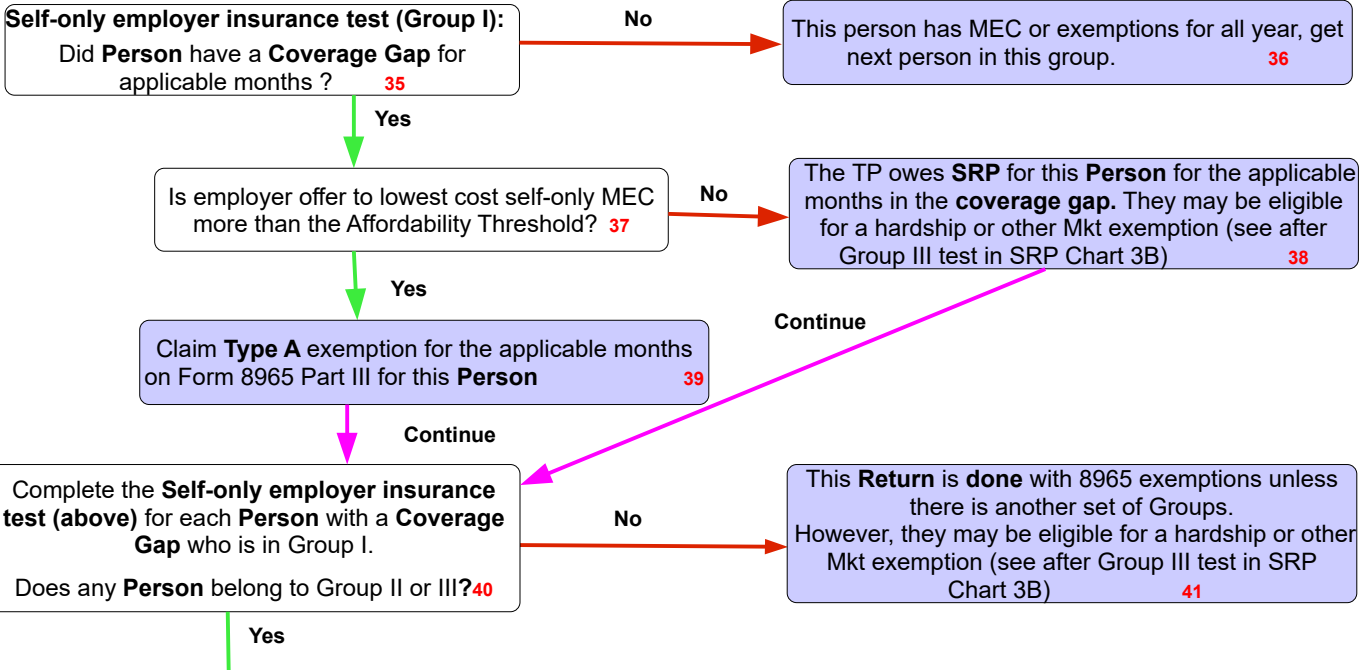 Self-only employer insurance test (Group I):
Did Person have a Coverage Gap for
applicable months ? 35
No
This person has MEC or exemptions for all year, get
next person in this group. 36
Yes
Is employer offer to lowest cost self-only MEC
more than the Affordability Threshold? 37
No
The TP owes SRP for this Person for the applicable
months in the coverage gap. They may be eligible
for a hardship or other Mkt exemption (see after
Group III test in SRP Chart 3B) 38
Yes
Continue
Claim Type A exemption for the applicable months
on Form 8965 Part III for this Person 39
Continue
Complete the Self-only employer insurance
test (above) for each Person with a Coverage
Gap who is in Group I.
Does any Person belong to Group II or III?40
No
This Return is done with 8965 exemptions unless
there is another set of Groups.
However, they may be eligible for a hardship or other
Mkt exemption (see after Group III test in SRP
Chart 3B) 41
Yes